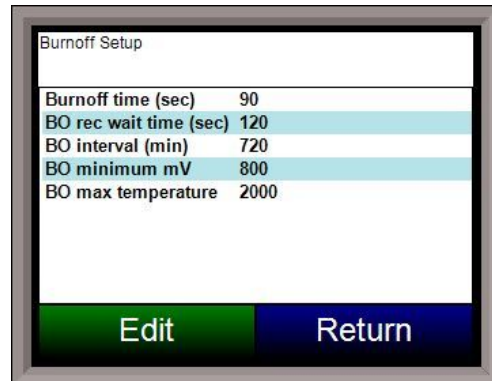 Burnoff Setup
Burnoff time (sec) 90
BO rec wait time (sec) 120
BO interval (min) 720
BO minimum mV 800
BO max temperature 2000
Edit Return